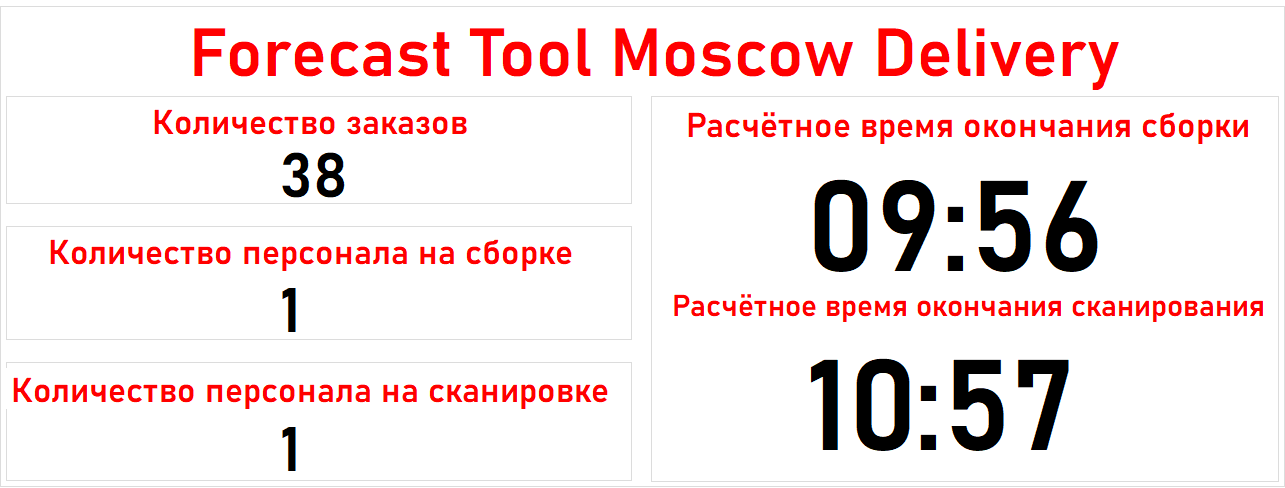 Forecast Tool Moscow Delivery
Количество заказов
38
Количество персонала на сборке
1
Количество персонала на сканировке
1
Расчётное время окончания сборки
09:56
Расчётное время окончания сканирования
10:57